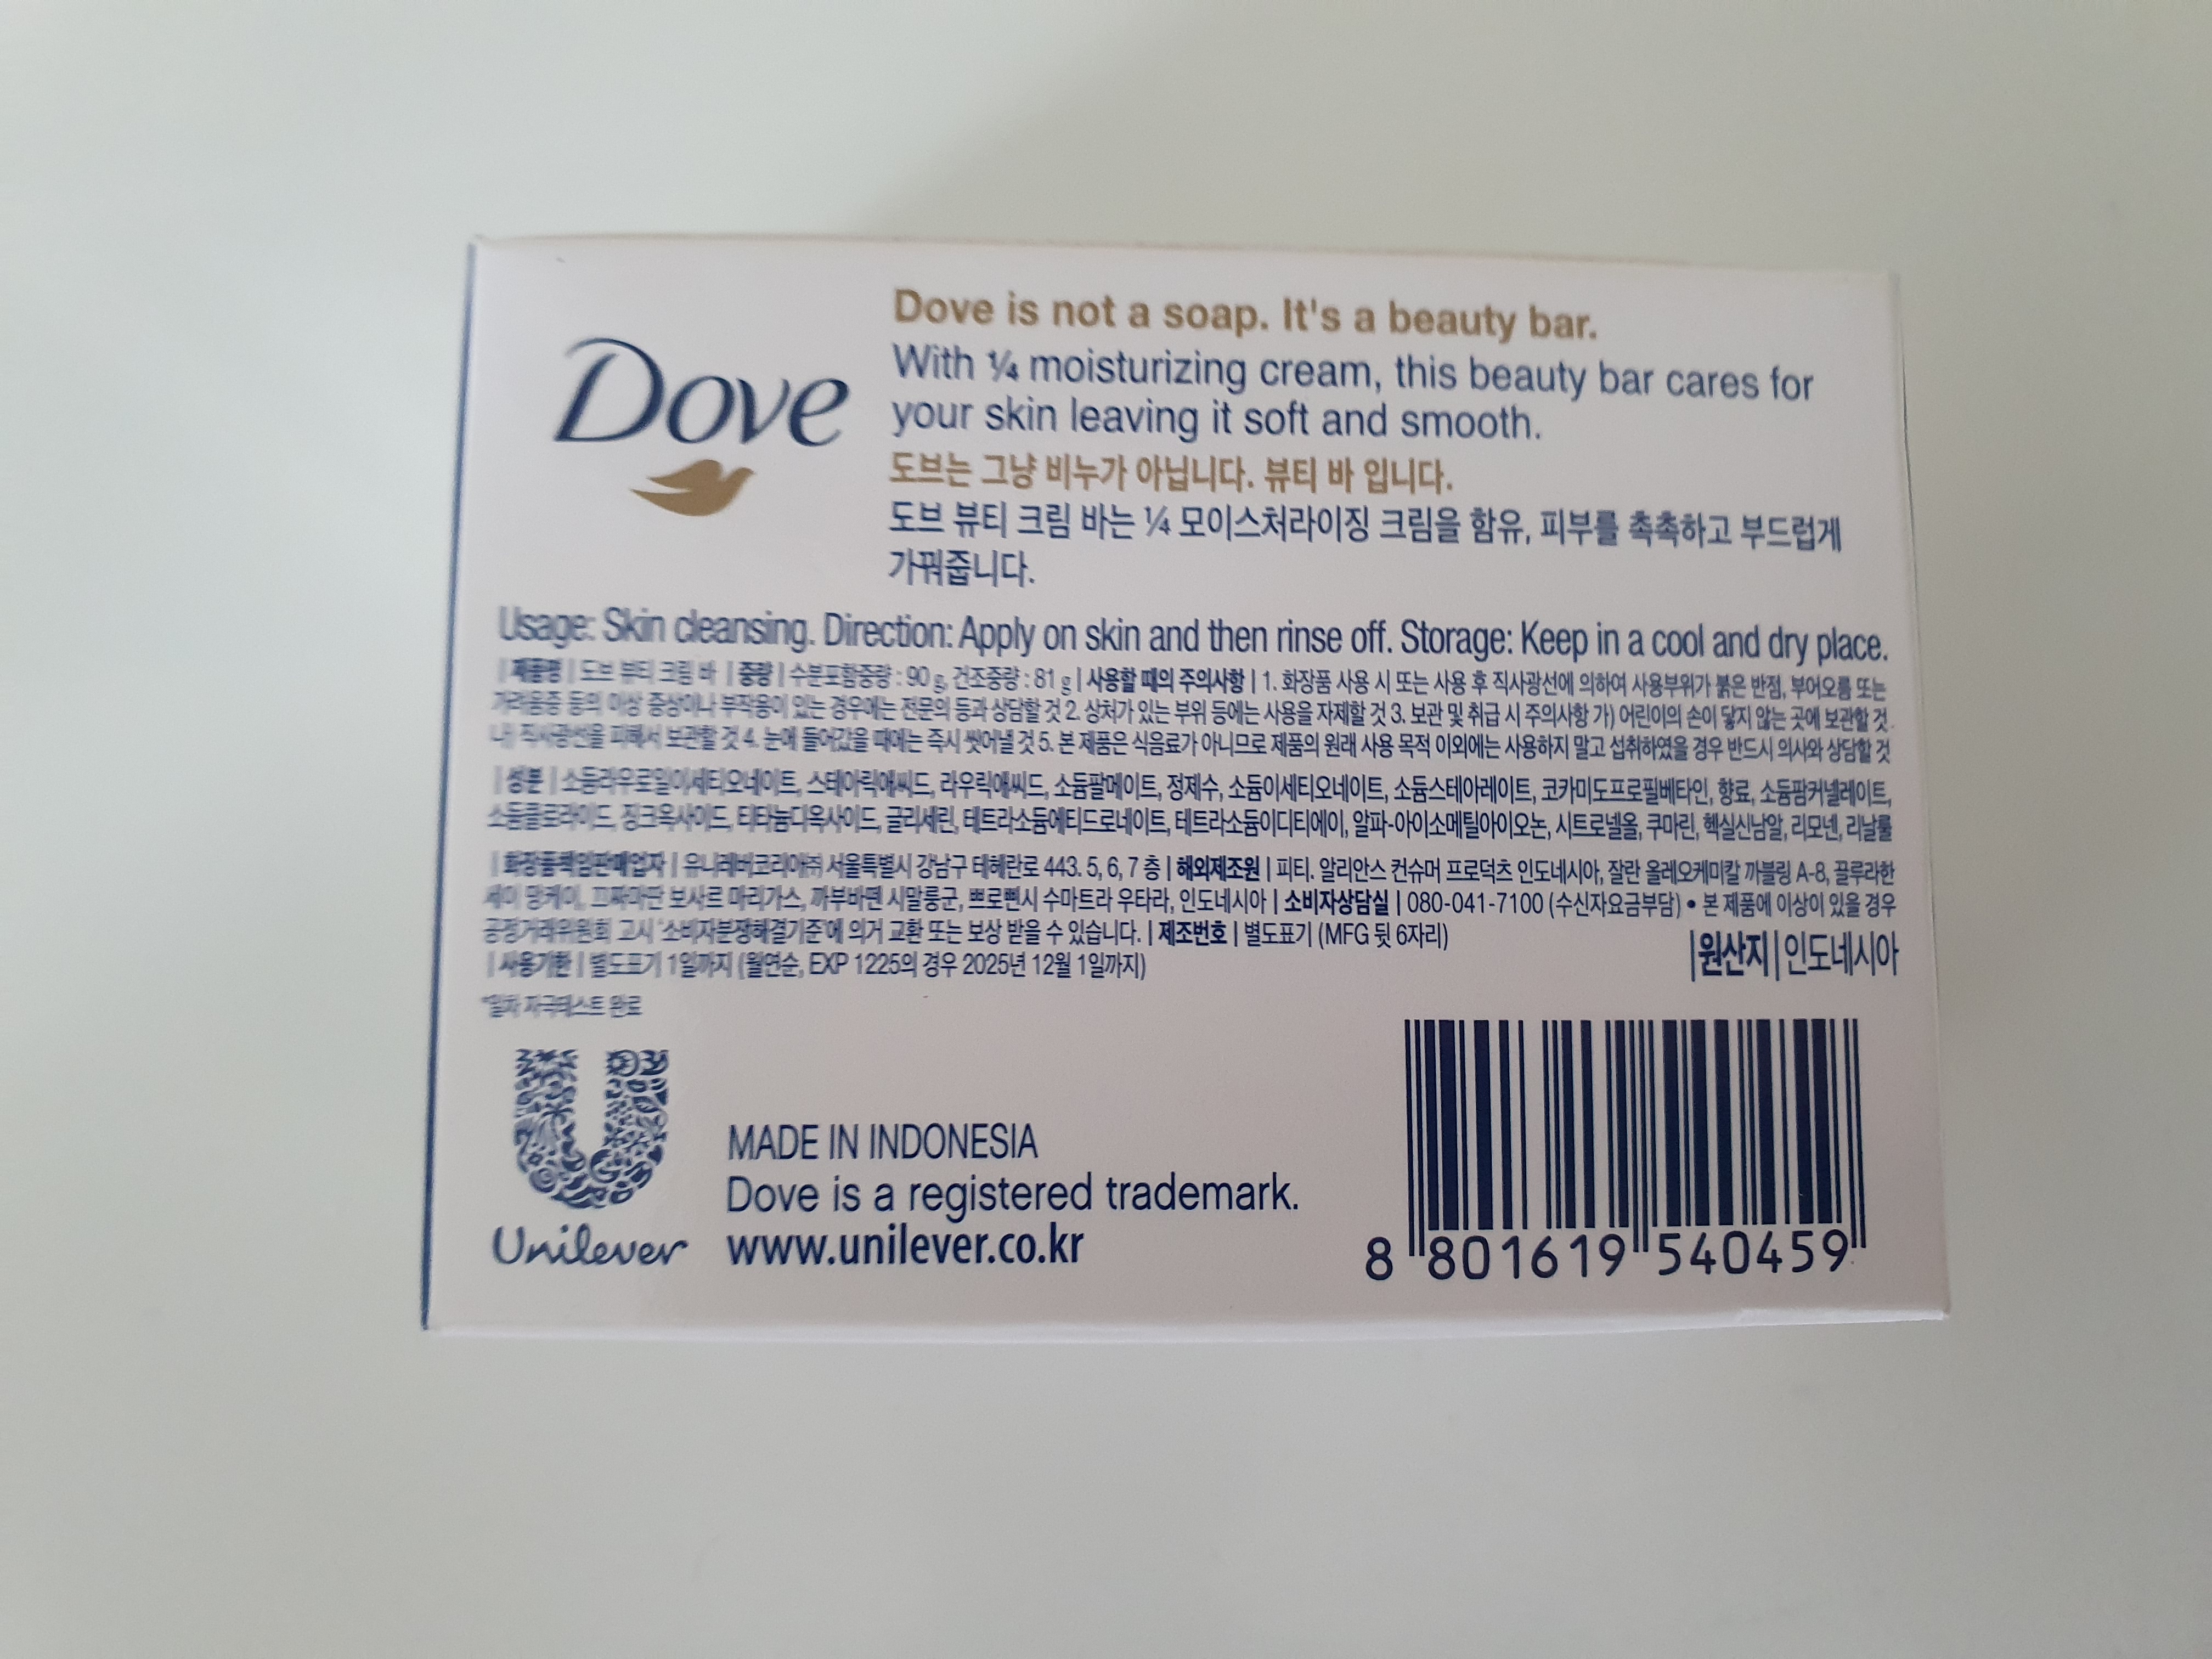 Dove
Dove is not a soap. It's a beauty bar.
With ¼ moisturizing cream, this beauty bar cares for
your skin leaving it soft and smooth.
도브는 그냥 비누가 아닙니다. 뷰티 바 입니다.
도브 뷰티 크림 바는 ¼ 모이스처라이징 크림을 함유, 피부를 촉촉하고 부드럽게
가꿔줍니다.
Usage: Skin cleansing. Direction: Apply on skin and then rinse off. Storage: Keep in a cool and dry place.
| 제품명 | 도브 뷰티 크림 바 | 중량 | 수분포함중량 : 90 g, 건조중량 : 81 g | 사용할 때의 주의사항 | 1. 화장품 사용 시 또는 사용 후 직사광선에 의하여 사용부위가 붉은 반점, 부어오름 또는
가려움증 등의 이상 증상이나 부작용이 있는 경우에는 전문의 등과 상담할 것 2. 상처가 있는 부위 등에는 사용을 자제할 것 3. 보관 및 취급 시 주의사항 가) 어린이의 손이 닿지 않는 곳에 보관할 것.
나) 직사광선을 피해서 보관할 것 4. 눈에 들어갔을 때에는 즉시 씻어낼 것 5. 본 제품은 식음료가 아니므로 제품의 원래 사용 목적 이외에는 사용하지 말고 섭취하였을 경우 반드시 의사와 상담할 것
| 성분 | 소듐라우로일이세티오네이트, 스테아릭애씨드, 라우릭애씨드, 소듐팔메이트, 정제수, 소듐이세티오네이트, 소듐스테아레이트, 코카미도프로필베타인, 향료, 소듐팜커넬레이트,
소듐클로라이드, 징크옥사이드, 티타늄디옥사이드, 글리세린, 테트라소듐에티드로네이트, 테트라소듐이디티에이, 알파-아이소메틸아이오논, 시트로넬올, 쿠마린, 헥실신남알, 리모넨, 리날룰
| 화장품책임판매업자 | 유니레버코리아㈜ 서울특별시 강남구 테헤란로 443. 5, 6, 7 층 | 해외제조원 | 피티. 알리안스 컨슈머 프로덕츠 인도네시아, 잘란 올레오케미칼 까블링 A-8, 끌루라한
세이 망케이, 끄짜마딴 보사르 마리가스, 까부바뗀 시말룽군, 쁘로삔시 수마트라 우타라, 인도네시아 | 소비자상담실 | 080-041-7100 (수신자요금부담) • 본 제품에 이상이 있을 경우
공정거래위원회 고시 '소비자분쟁해결기준'에 의거 교환 또는 보상 받을 수 있습니다. | 제조번호 | 별도표기 (MFG 뒷 6자리)
| 사용기한 | 별도표기 1일까지 (월연순, EXP 1225의 경우 2025년 12월 1일까지)
| 원산지 | 인도네시아
*일차 자극테스트 완료
Unilever
MADE IN INDONESIA
Dove is a registered trademark.
www.unilever.co.kr
8 801619 540459